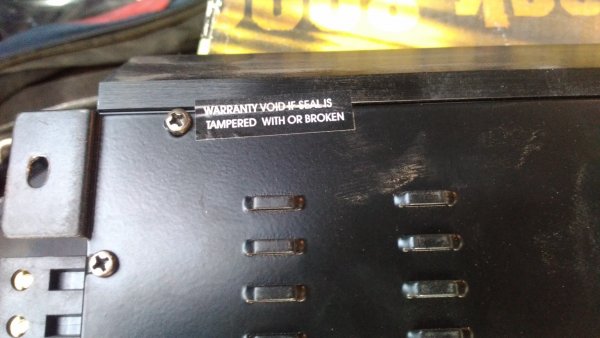 WARRANTY VOID IF SEAL IS
TAMPERED WITH OR BROKEN